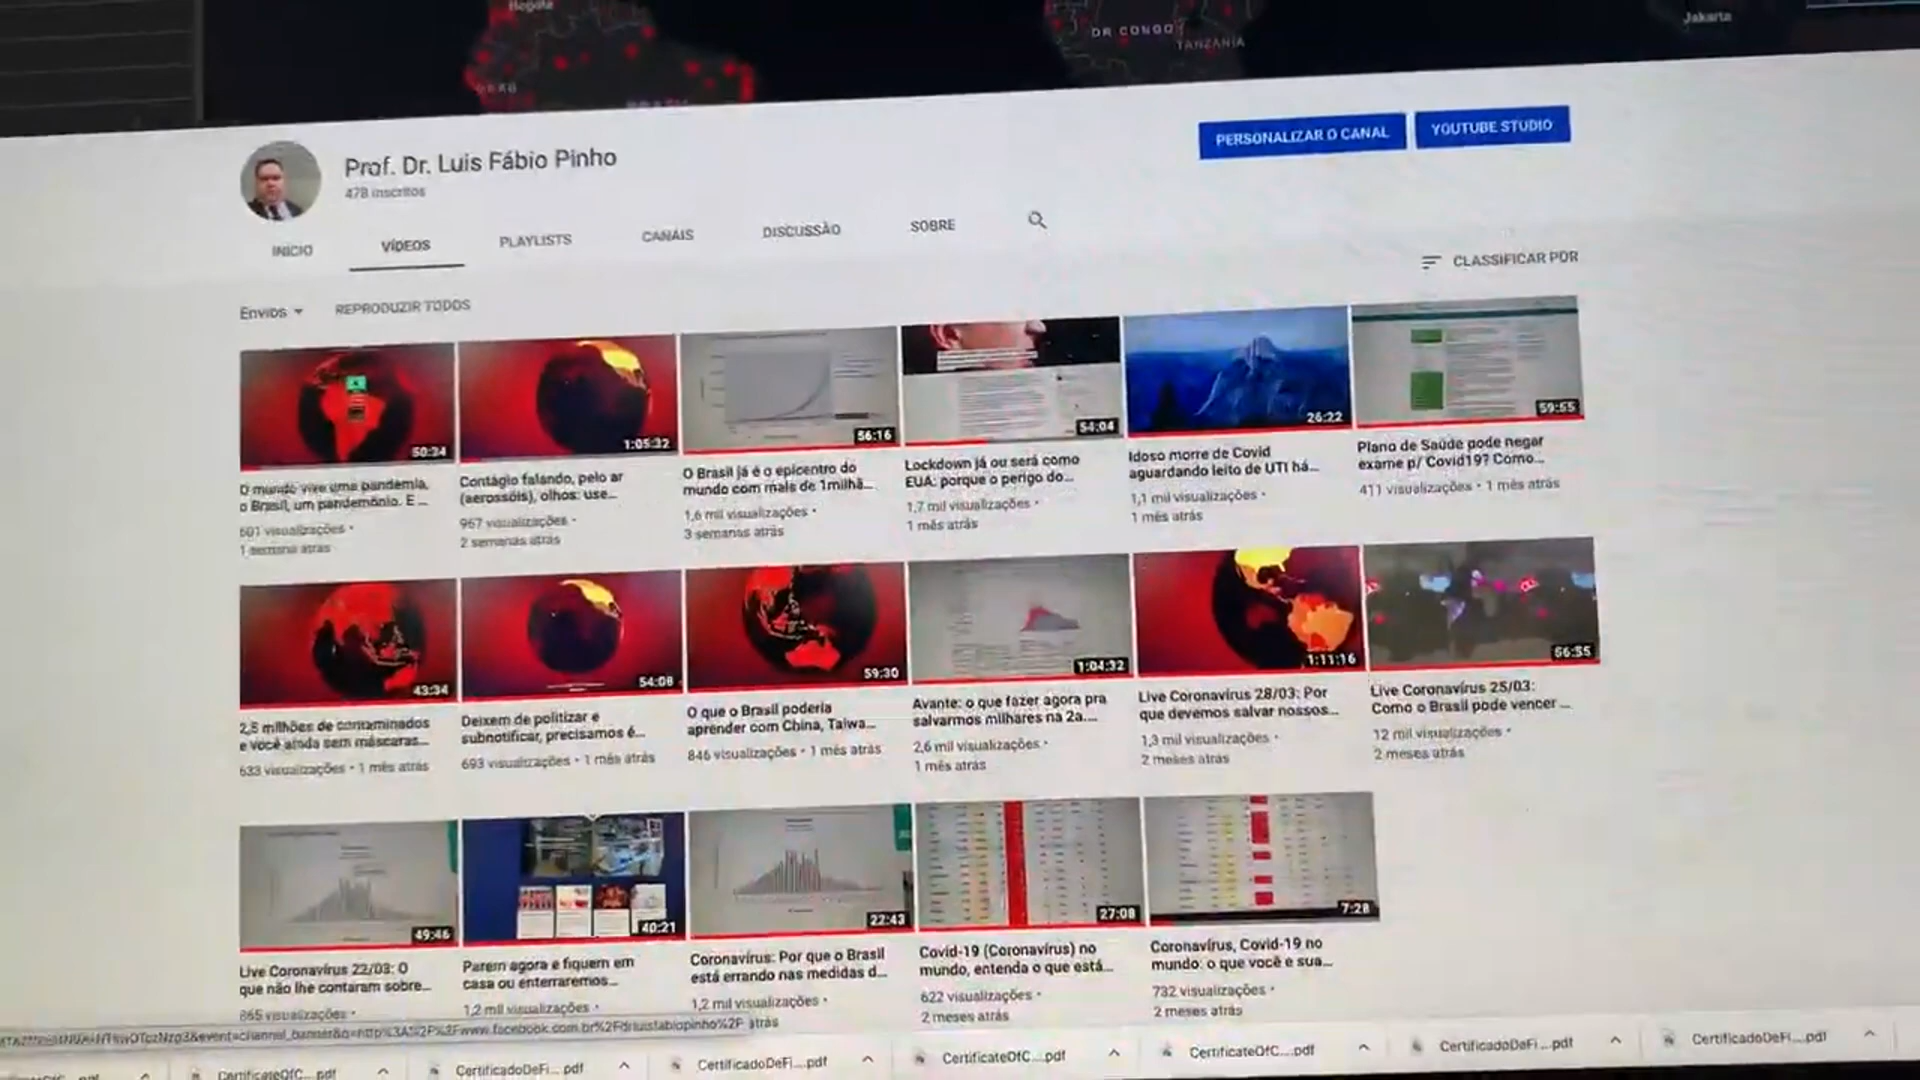 Bogota
DR CONGO
TANZANIA
Jakarta
PERSONALIZAR O CANAL
YOUTUBE STUDIO
Prof. Dr. Luis Fábio Pinho
478 inscritos
INÍCIO
VÍDEOS
PLAYLISTS
CANAIS
DISCUSSÃO
SOBRE
CLASSIFICAR POR
Envios
REPRODUZIR TODOS
50:34
1:05:32
56:16
54:04
26:22
59:55
O mundo vive uma pandemia,
o Brasil, um pandemônio. E ...
601 visualizações •
1 semana atrás
Contágio falando, pelo ar
(aerossóis), olhos: use...
967 visualizações •
2 semanas atrás
O Brasil já é o epicentro do
mundo com mais de 1milhã...
1,6 mil visualizações •
3 semanas atrás
Lockdown já ou será como
EUA: porque o perigo do...
1,7 mil visualizações •
1 mês atrás
Idoso morre de Covid
aguardando leito de UTI há...
1,1 mil visualizações •
1 mês atrás
Plano de Saúde pode negar
exame p/ Covid19? Como...
411 visualizações • 1 mês atrás
43:34
54:08
59:30
1:04:32
1:11:16
56:55
2,5 milhões de contaminados
e você ainda sem máscaras...
633 visualizações • 1 mês atrás
Deixem de politizar e
subnotificar, precisamos é...
693 visualizações • 1 mês atrás
O que o Brasil poderia
aprender com China, Taiwa...
846 visualizações • 1 mês atrás
Avante: o que fazer agora pra
salvarmos milhares na 2a....
2,6 mil visualizações •
1 mês atrás
Live Coronavírus 28/03: Por
que devemos salvar nossos...
1,3 mil visualizações •
2 meses atrás
Live Coronavírus 25/03:
Como o Brasil pode vencer ...
12 mil visualizações •
2 meses atrás
49:46
40:21
22:43
27:08
7:28
Live Coronavírus 22/03: O
que não lhe contaram sobre...
865 visualizações •
Parem agora e fiquem em
casa ou enterraremos...
1,2 mil visualizações •
Coronavírus: Por que o Brasil
está errando nas medidas d...
1,2 mil visualizações •
atrás
Covid-19 (Coronavírus) no
mundo, entenda o que está...
622 visualizações •
2 meses atrás
Coronavírus, Covid-19 no
mundo: o que você e sua...
732 visualizações •
2 meses atrás
CertificateOfC....pdf
CertificadoDeFi....pdf
CertificadoDeFi....pdf
CertificateOfC....pdf
CertificateOfC....pdf
CertificadoDeFi....pdf
CertificadoDeFi....pdf